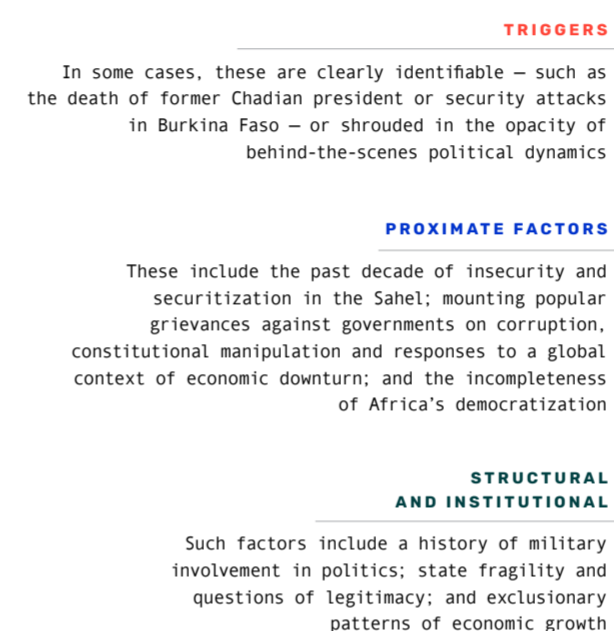 TRIGGERS
In some cases, these are clearly identifiable — such as
the death of former Chadian president or security attacks
in Burkina Faso — or shrouded in the opacity of
behind-the-scenes political dynamics
PROXIMATE FACTORS
These include the past decade of insecurity and
securitization in the Sahel; mounting popular
grievances against governments on corruption,
constitutional manipulation and responses to a global
context of economic downturn; and the incompleteness
of Africa’s democratization
STRUCTURAL
AND INSTITUTIONAL
Such factors include a history of military
involvement in politics; state fragility and
questions of legitimacy; and exclusionary
patterns of economic growth